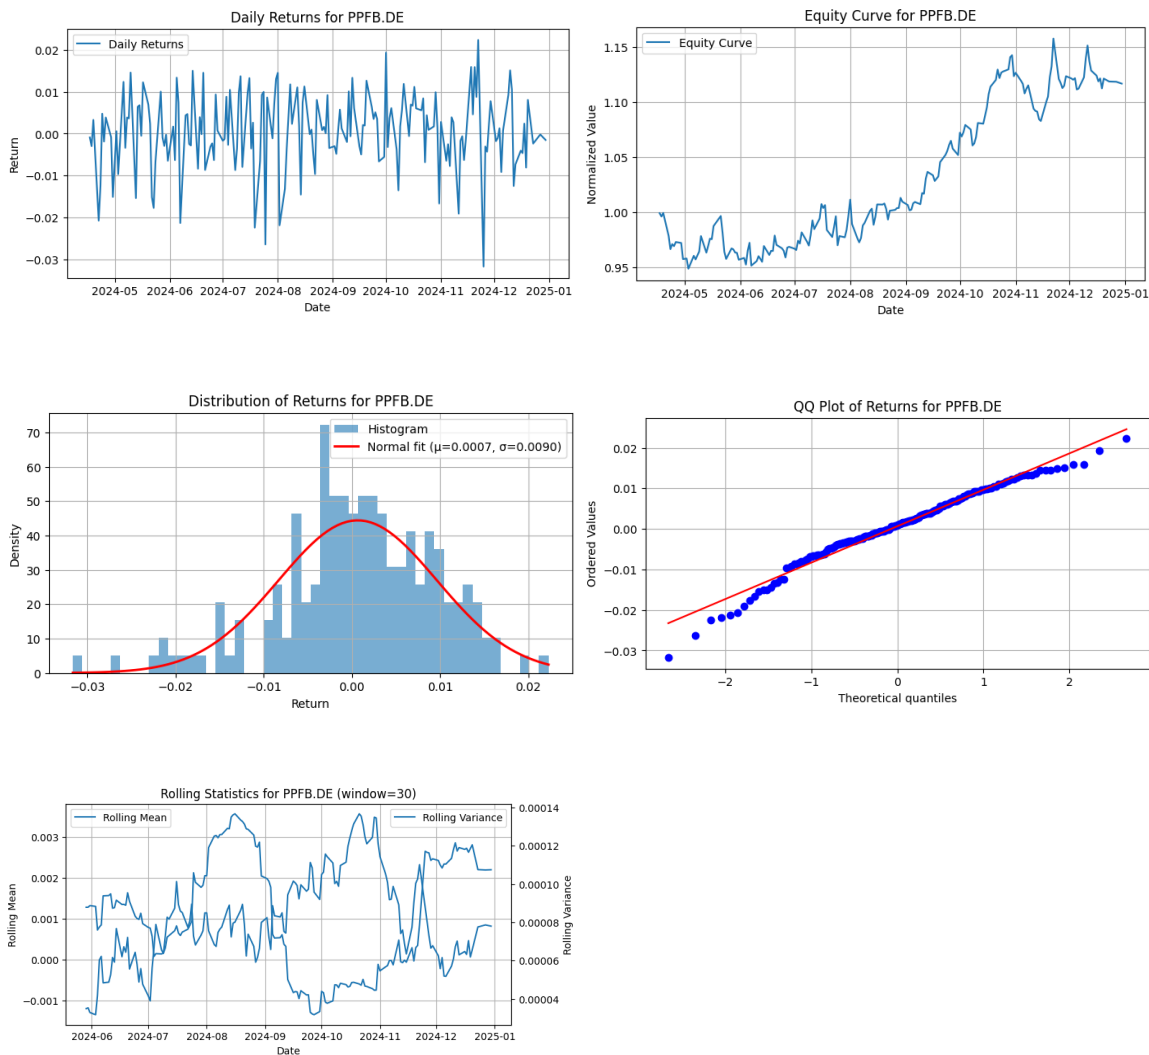 Daily Returns for PPFB.DE
Daily Returns
0.02
0.01
0.00
−0.01
−0.02
−0.03
Return
2024-05 2024-06 2024-07 2024-08 2024-09 2024-10 2024-11 2024-12 2025-01
Date
Equity Curve for PPFB.DE
Equity Curve
1.15
1.10
1.05
1.00
0.95
Normalized Value
2024-05 2024-06 2024-07 2024-08 2024-09 2024-10 2024-11 2024-12 2025-01
Date
Distribution of Returns for PPFB.DE
Histogram
Normal fit (μ=0.0007, σ=0.0090)
70
60
50
40
30
20
10
0
Density
−0.03 −0.02 −0.01 0.00 0.01 0.02
Return
QQ Plot of Returns for PPFB.DE
0.02
0.01
0.00
−0.01
−0.02
−0.03
Ordered Values
−2 −1 0 1 2
Theoretical quantiles
Rolling Statistics for PPFB.DE (window=30)
Rolling Mean
Rolling Variance
0.003
0.002
0.001
0.000
−0.001
Rolling Mean
0.00014
0.00012
0.00010
0.00008
0.00006
0.00004
Rolling Variance
2024-06 2024-07 2024-08 2024-09 2024-10 2024-11 2024-12 2025-01
Date